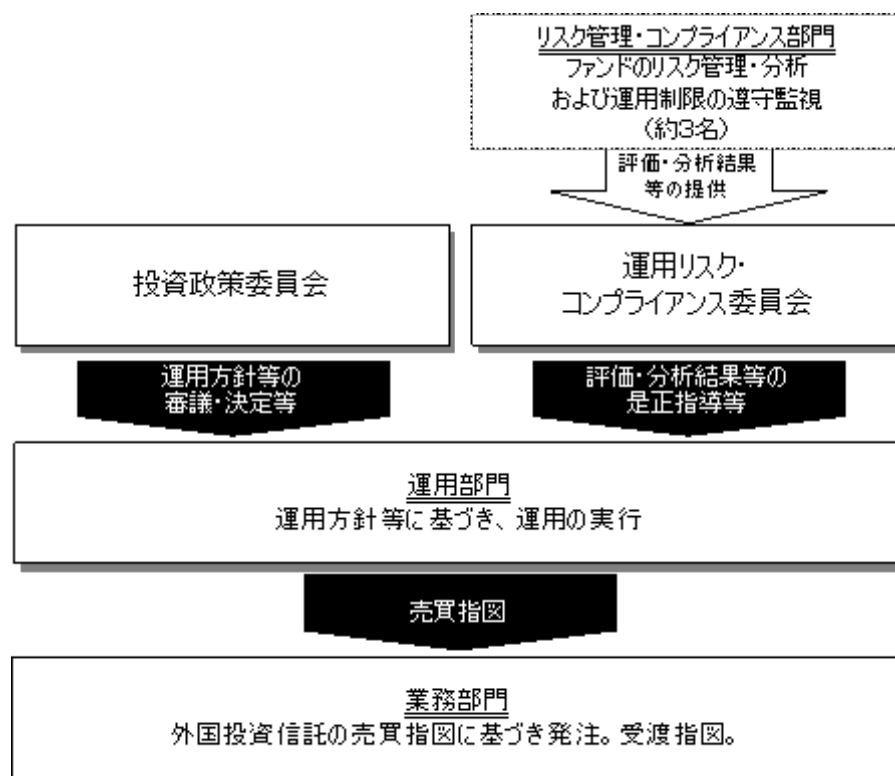 リスク管理・コンプライアンス部門
ファンドのリスク管理・分析
および運用制限の遵守監視
(約3名)
評価・分析結果
等の提供
投資政策委員会
運用リスク・
コンプライアンス委員会
運用方針等の
審議・決定等
評価・分析結果等の
是正指導等
運用部門
運用方針等に基づき、運用の実行
売買指図
業務部門
外国投資信託の売買指図に基づき発注。受渡指図。